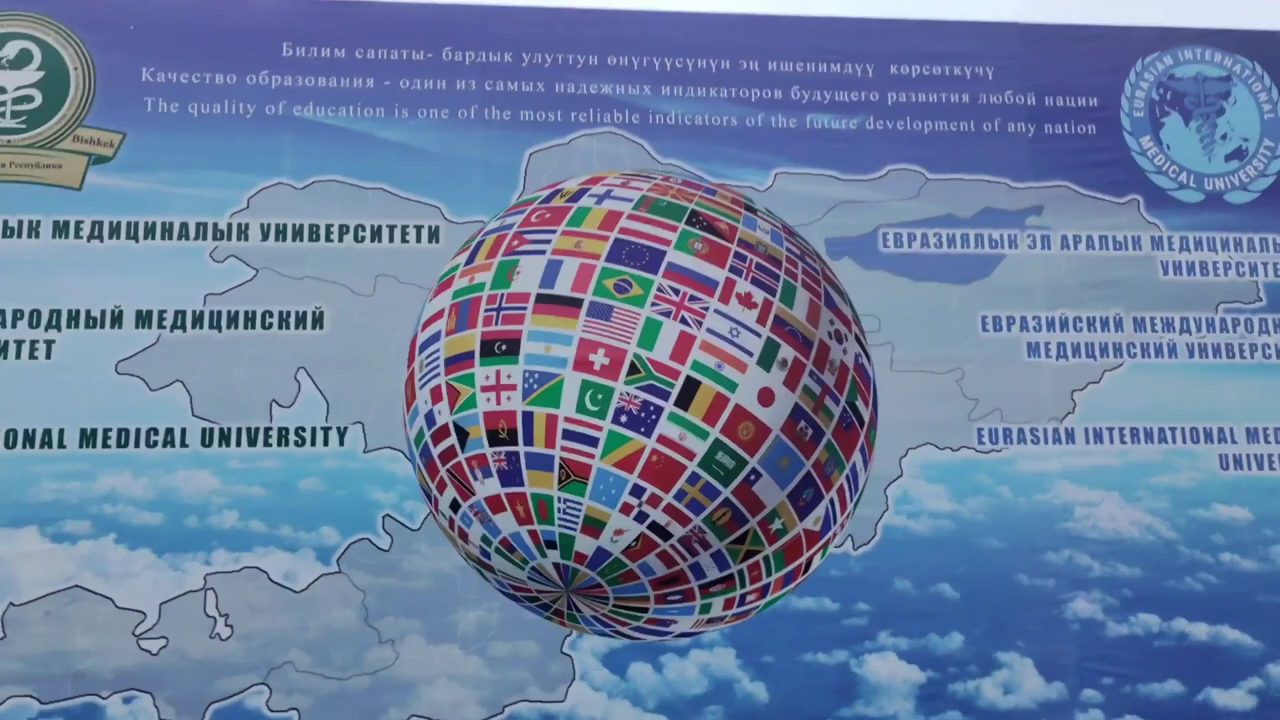 Билим сапаты- бардык улуттун өнүгүүсүнүн эң ишенимдүү көрсөткүчү
Качество образования - один из самых надежных индикаторов будущего развития любой нации
The quality of education is one of the most reliable indicators of the future development of any nation
EURASIAN INTERNATIONAL
MEDICAL UNIVERSITY
Bishkek
Республика
МЕДИЦИНАЛЫК УНИВЕРСИТЕТИ
МЕДИЦИНСКИЙ
MEDICAL UNIVERSITY
ЕВРАЗИЯЛЫК ЭЛ АРАЛЫК
ЕВРАЗИЙСКИЙ
МЕДИЦИНСКИЙ
EURASIAN INTERNATIONAL